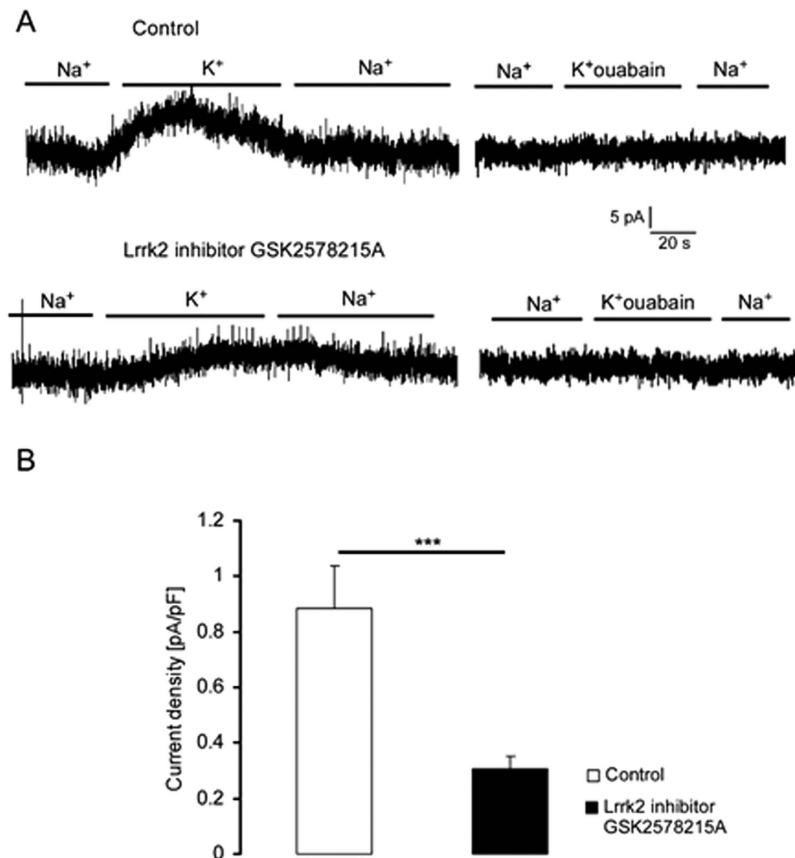 A
Control
Na+ K+ Na+ Na+ K+ouabain Na+
5 pA
20 s
Lrrk2 inhibitor GSK2578215A
Na+ K+ Na+ Na+ K+ouabain Na+
B
Current density [pA/pF]
1.2
1
0.8
0.6
0.4
0.2
0
***
Control
Lrrk2 inhibitor
GSK2578215A